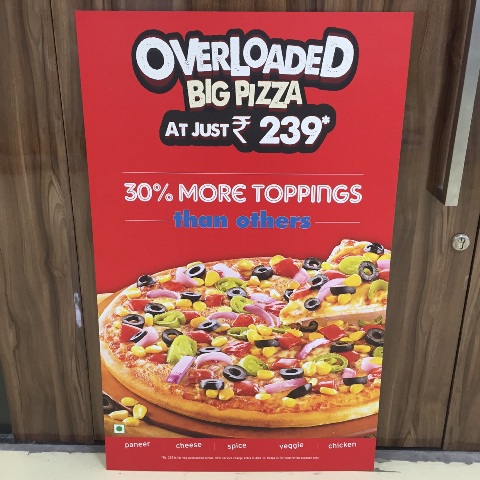 OVERLOADED
BIG PIZZA
AT JUST ₹ 239*
30% MORE TOPPINGS
than others
paneer | cheese | spice | veggie | chicken